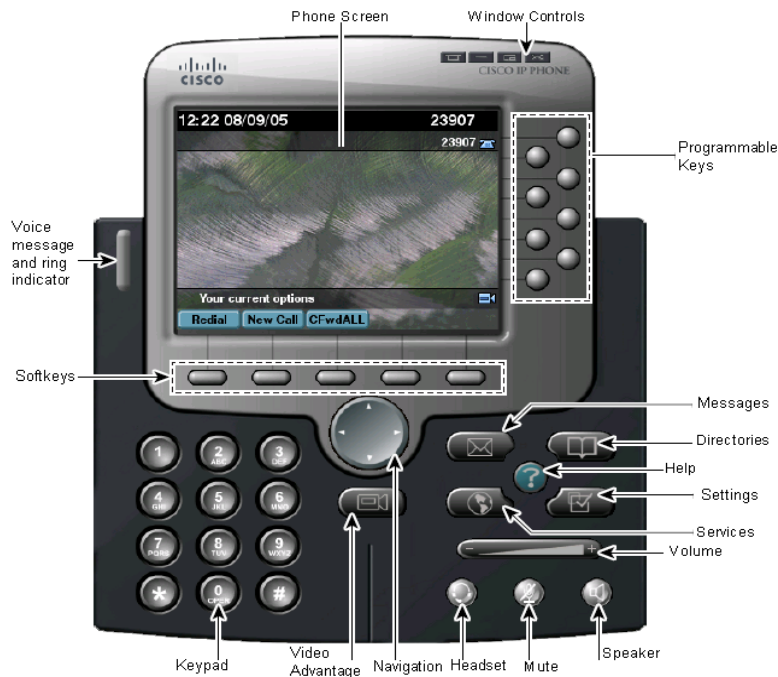 Phone Screen
Window Controls
CISCO
CISCO IP PHONE
12:22 08/09/05 23907
23907
Programmable
Keys
Voice
message
and ring
indicator
Your current options
Redial New Call CFwdALL
Softkeys
Messages
Directories
Help
Settings
Services
Volume
1
2
ABC
3
DEF
4
GHI
5
JKL
6
MNO
7
PQRS
8
TUV
9
WXYZ
*
0
OPER
#
?
- +
Keypad
Video
Advantage
Navigation
Headset
Mute
Speaker